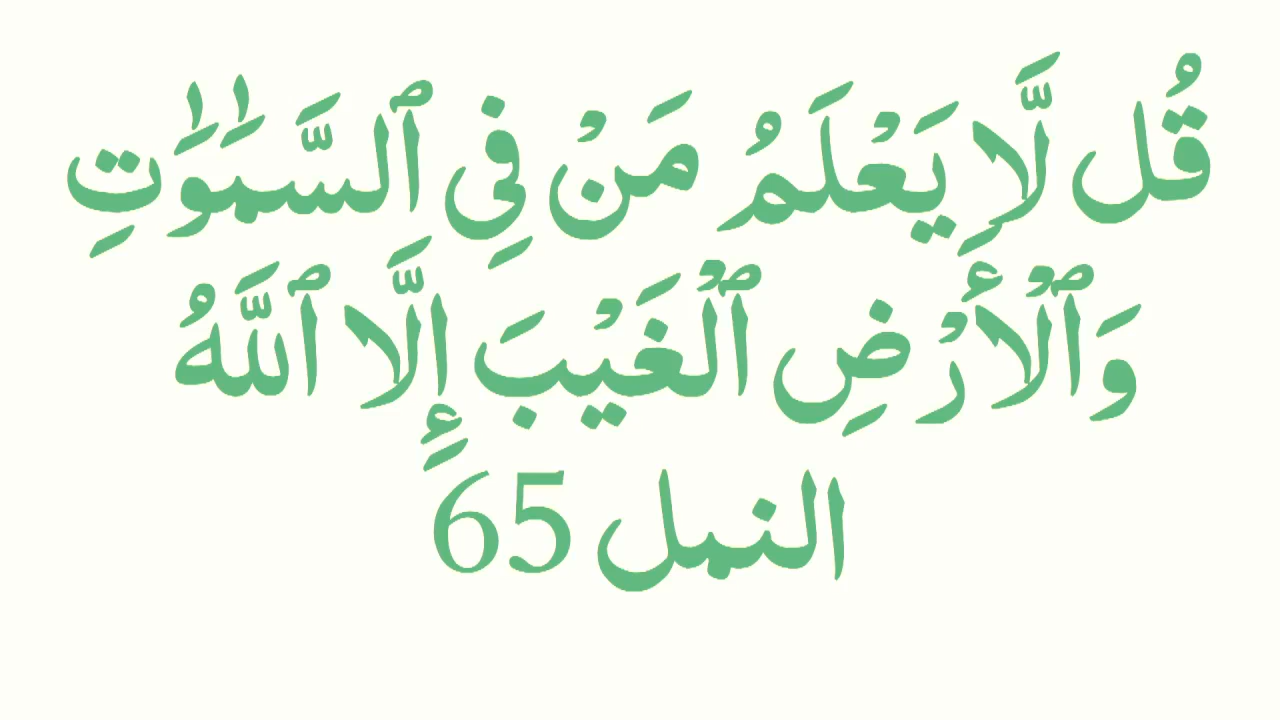 قُل لَّا يَعْلَمُ مَنْ فِى ٱلسَّمَٰوَٰتِ
وَٱلْأَرْضِ ٱلْغَيْبَ إِلَّا ٱللَّهُ
النمل 65